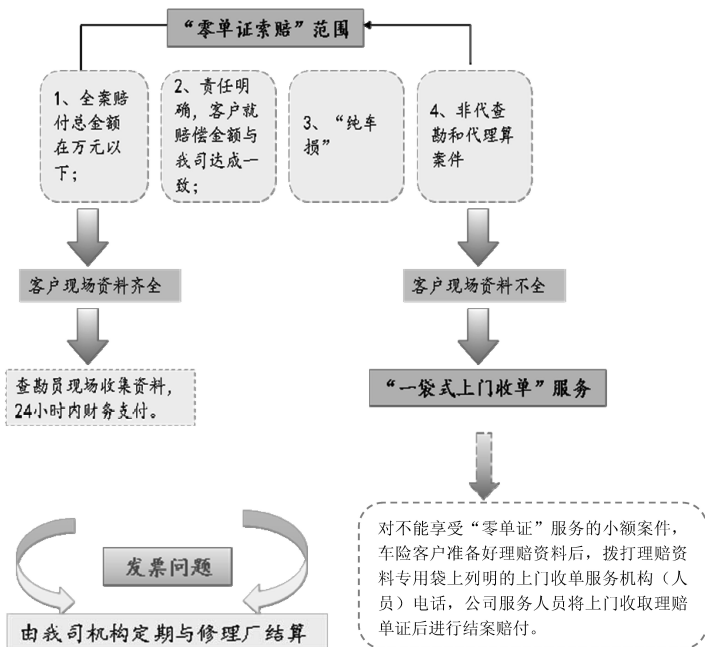 “零单证索赔”范围
1、全案赔
付总金额
在万元以
下；
2、责任明
确，客户就
赔偿金额与
我司达成一
致；
3、“纯车
损”
4、非代查
勘和代理算
案件
客户现场资料齐全
客户现场资料不全
查勘员现场收集资料，
24小时内财务支付。
“一袋式上门收单”服务
发票问题
由我司机构定期与修理厂结算
对不能享受“零单证”服务的小额案件，
车险客户准备好理赔资料后，拨打理赔资
料专用袋上列明的上门收单服务机构（人
员）电话，公司服务人员将上门收取理赔
单证后进行结案赔付。